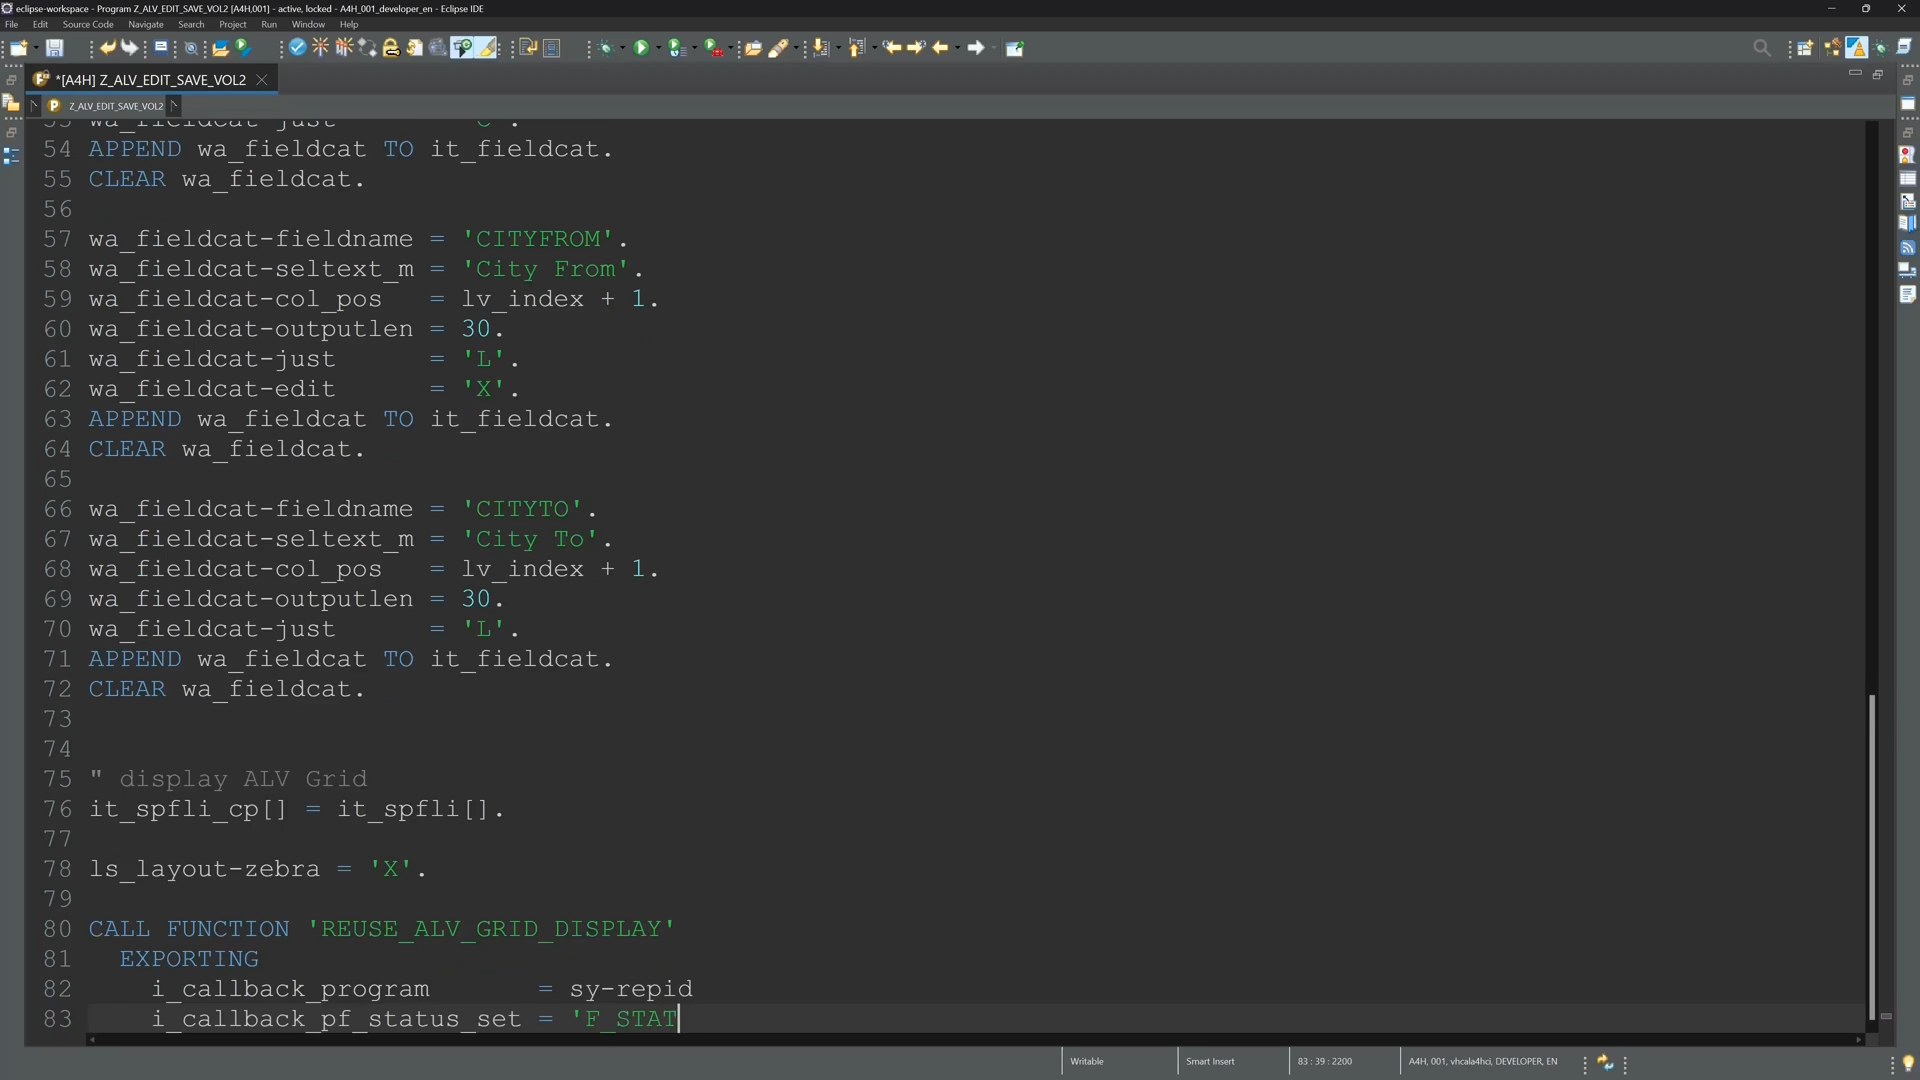 eclipse-workspace - Program Z_ALV_EDIT_SAVE_VOL2 [A4H,001] - active, locked - A4H_001_developer_en - Eclipse IDE
File Edit Source Code Navigate Search Project Run Window Help
*[A4H] Z_ALV_EDIT_SAVE_VOL2
Z_ALV_EDIT_SAVE_VOL2
54 APPEND wa_fieldcat TO it_fieldcat.
55 CLEAR wa_fieldcat.
56
57 wa_fieldcat-fieldname = 'CITYFROM'.
58 wa_fieldcat-seltext_m = 'City From'.
59 wa_fieldcat-col_pos   = lv_index + 1.
60 wa_fieldcat-outputlen = 30.
61 wa_fieldcat-just      = 'L'.
62 wa_fieldcat-edit      = 'X'.
63 APPEND wa_fieldcat TO it_fieldcat.
64 CLEAR wa_fieldcat.
65
66 wa_fieldcat-fieldname = 'CITYTO'.
67 wa_fieldcat-seltext_m = 'City To'.
68 wa_fieldcat-col_pos   = lv_index + 1.
69 wa_fieldcat-outputlen = 30.
70 wa_fieldcat-just      = 'L'.
71 APPEND wa_fieldcat TO it_fieldcat.
72 CLEAR wa_fieldcat.
73
74
75 " display ALV Grid
76 it_spfli_cp[] = it_spfli[].
77
78 ls_layout-zebra = 'X'.
79
80 CALL FUNCTION 'REUSE_ALV_GRID_DISPLAY'
81   EXPORTING
82     i_callback_program       = sy-repid
83     i_callback_pf_status_set = 'F_STAT
Writable Smart Insert 83 : 39 : 2200 A4H, 001, vhcala4hci, DEVELOPER, EN